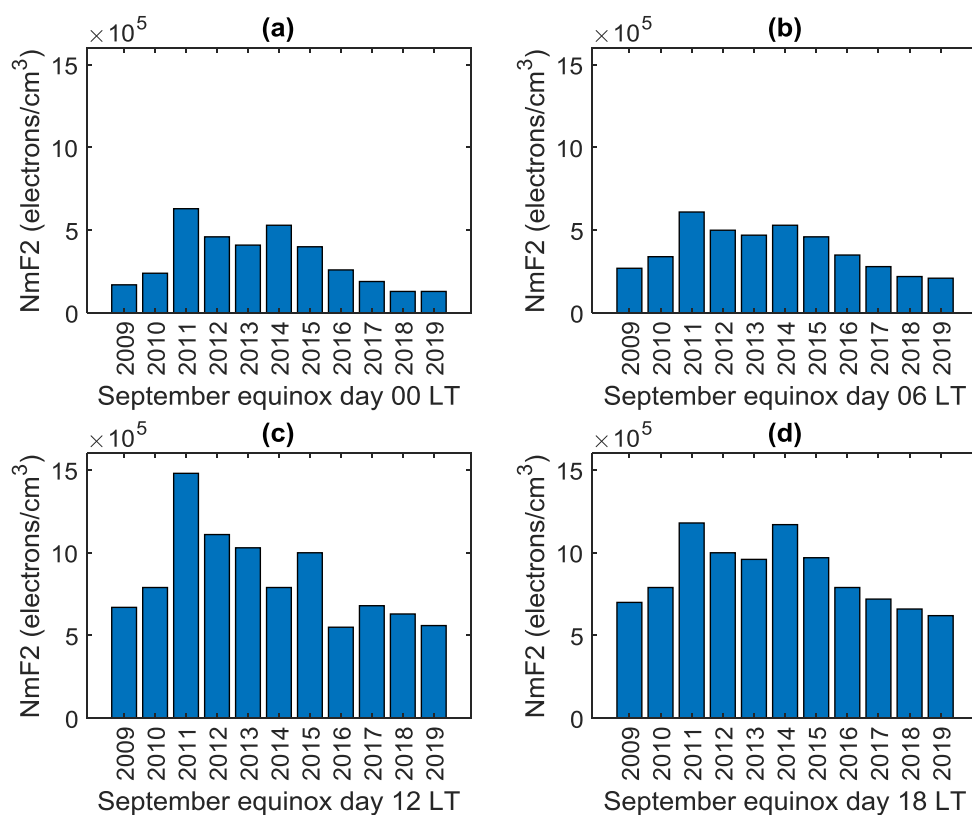 (a)
×10^5
NmF2 (electrons/cm^3)
15
10
5
0
2009 2010 2011 2012 2013 2014 2015 2016 2017 2018 2019
September equinox day 00 LT
(b)
×10^5
NmF2 (electrons/cm^3)
15
10
5
0
2009 2010 2011 2012 2013 2014 2015 2016 2017 2018 2019
September equinox day 06 LT
(c)
×10^5
NmF2 (electrons/cm^3)
15
10
5
0
2009 2010 2011 2012 2013 2014 2015 2016 2017 2018 2019
September equinox day 12 LT
(d)
×10^5
NmF2 (electrons/cm^3)
15
10
5
0
2009 2010 2011 2012 2013 2014 2015 2016 2017 2018 2019
September equinox day 18 LT